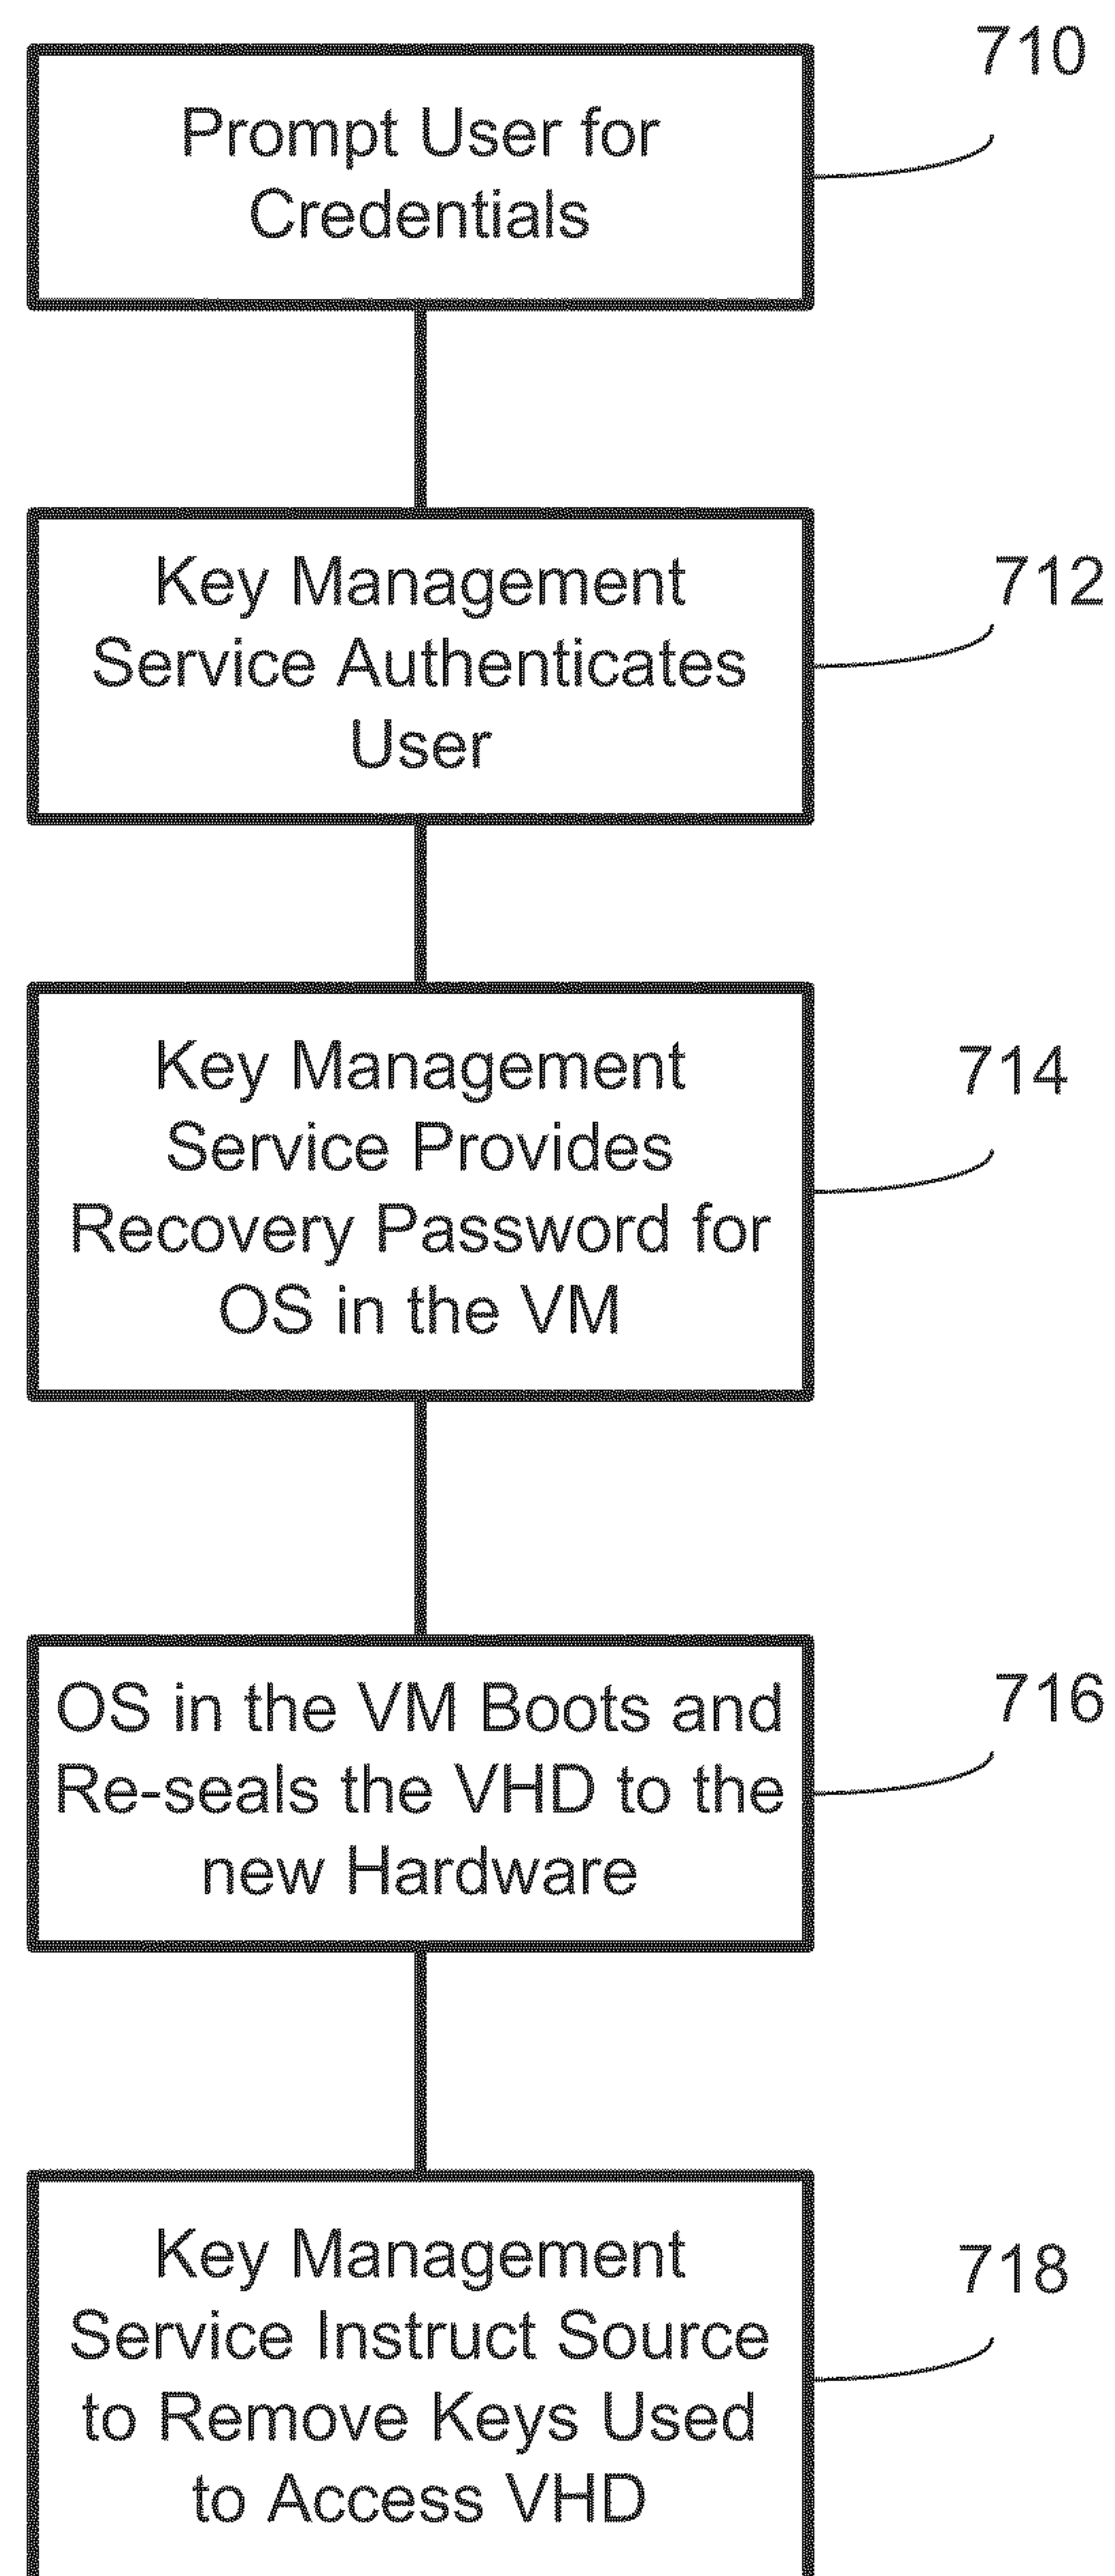 710
Prompt User for
Credentials
712
Key Management
Service Authenticates
User
714
Key Management
Service Provides
Recovery Password for
OS in the VM
716
OS in the VM Boots and
Re-seals the VHD to the
new Hardware
718
Key Management
Service Instruct Source
to Remove Keys Used
to Access VHD